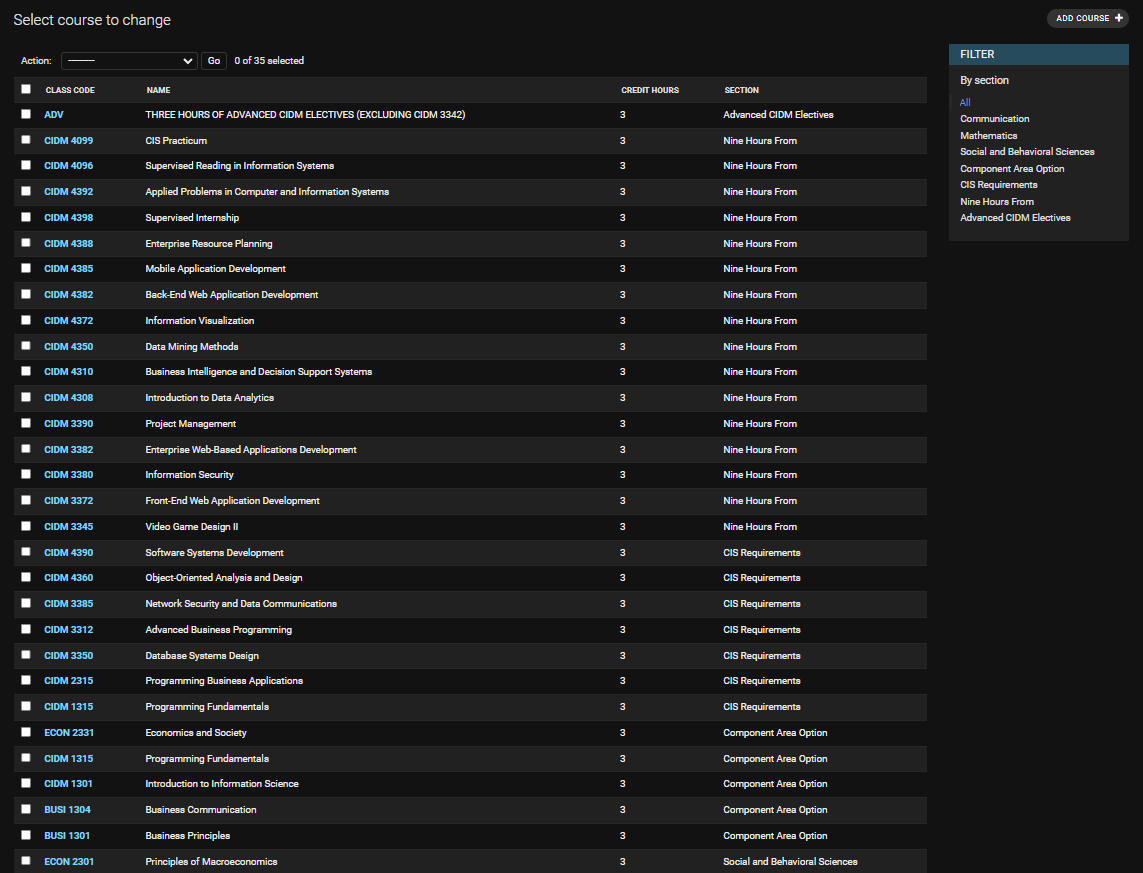 Select course to change
ADD COURSE +
Action: --------- Go 0 of 35 selected
CLASS CODE NAME CREDIT HOURS SECTION
ADV THREE HOURS OF ADVANCED CIDM ELECTIVES (EXCLUDING CIDM 3342) 3 Advanced CIDM Electives
CIDM 4099 CIS Practicum 3 Nine Hours From
CIDM 4096 Supervised Reading in Information Systems 3 Nine Hours From
CIDM 4392 Applied Problems in Computer and Information Systems 3 Nine Hours From
CIDM 4398 Supervised Internship 3 Nine Hours From
CIDM 4388 Enterprise Resource Planning 3 Nine Hours From
CIDM 4385 Mobile Application Development 3 Nine Hours From
CIDM 4382 Back-End Web Application Development 3 Nine Hours From
CIDM 4372 Information Visualization 3 Nine Hours From
CIDM 4350 Data Mining Methods 3 Nine Hours From
CIDM 4310 Business Intelligence and Decision Support Systems 3 Nine Hours From
CIDM 4308 Introduction to Data Analytics 3 Nine Hours From
CIDM 3390 Project Management 3 Nine Hours From
CIDM 3382 Enterprise Web-Based Applications Development 3 Nine Hours From
CIDM 3380 Information Security 3 Nine Hours From
CIDM 3372 Front-End Web Application Development 3 Nine Hours From
CIDM 3345 Video Game Design II 3 Nine Hours From
CIDM 4390 Software Systems Development 3 CIS Requirements
CIDM 4360 Object-Oriented Analysis and Design 3 CIS Requirements
CIDM 3385 Network Security and Data Communications 3 CIS Requirements
CIDM 3312 Advanced Business Programming 3 CIS Requirements
CIDM 3350 Database Systems Design 3 CIS Requirements
CIDM 2315 Programming Business Applications 3 CIS Requirements
CIDM 1315 Programming Fundamentals 3 CIS Requirements
ECON 2331 Economics and Society 3 Component Area Option
CIDM 1315 Programming Fundamentals 3 Component Area Option
CIDM 1301 Introduction to Information Science 3 Component Area Option
BUSI 1304 Business Communication 3 Component Area Option
BUSI 1301 Business Principles 3 Component Area Option
ECON 2301 Principles of Macroeconomics 3 Social and Behavioral Sciences
FILTER
By section
All
Communication
Mathematics
Social and Behavioral Sciences
Component Area Option
CIS Requirements
Nine Hours From
Advanced CIDM Electives